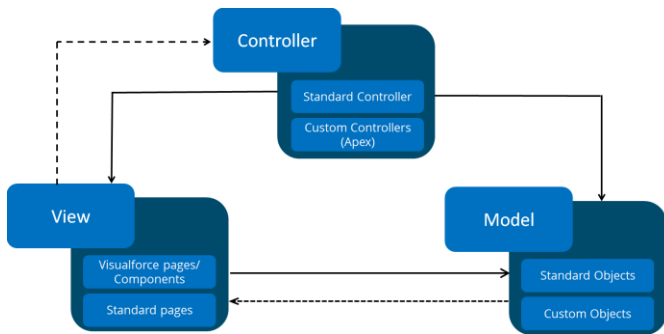 Controller
Standard Controller
Custom Controllers
(Apex)
View
Visualforce pages/
Components
Standard pages
Model
Standard Objects
Custom Objects